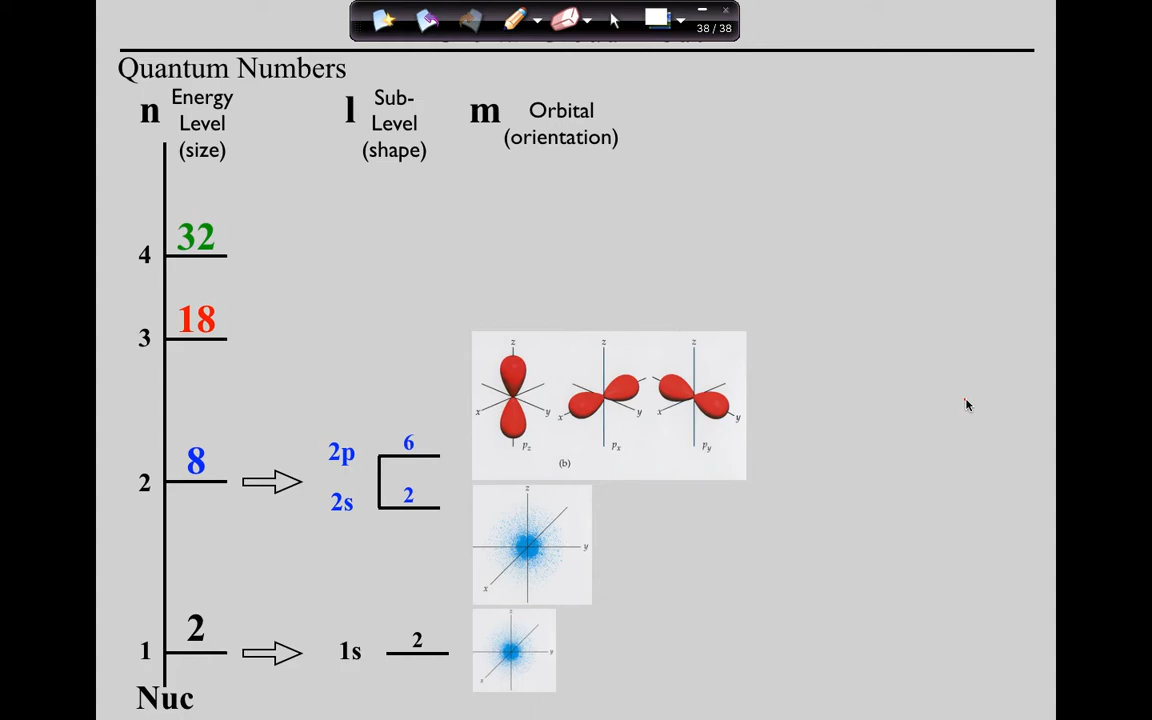 38 / 38
Quantum Numbers
n Energy Level (size)
l Sub-Level (shape)
m Orbital (orientation)
4 32
3 18
z z z
x y x y x y
pz px py
(b)
2 8
2p 6
2s 2
z
y
x
1 2
1s 2
z
y
x
Nuc